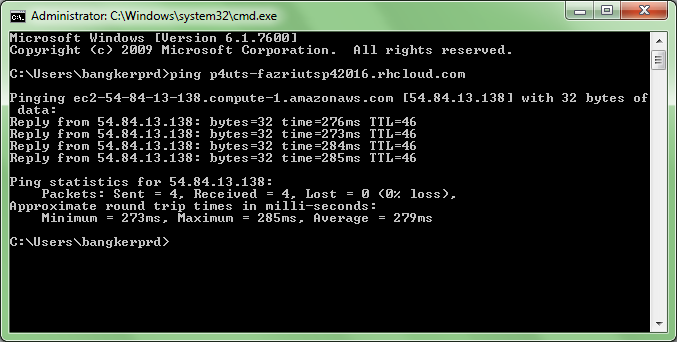 Administrator: C:\Windows\system32\cmd.exe
Microsoft Windows [Version 6.1.7600]
Copyright (c) 2009 Microsoft Corporation.  All rights reserved.
C:\Users\bangkerprd>ping p4uts-fazriutsp42016.rhcloud.com
Pinging ec2-54-84-13-138.compute-1.amazonaws.com [54.84.13.138] with 32 bytes of
 data:
Reply from 54.84.13.138: bytes=32 time=276ms TTL=46
Reply from 54.84.13.138: bytes=32 time=273ms TTL=46
Reply from 54.84.13.138: bytes=32 time=284ms TTL=46
Reply from 54.84.13.138: bytes=32 time=285ms TTL=46
Ping statistics for 54.84.13.138:
    Packets: Sent = 4, Received = 4, Lost = 0 (0% loss),
Approximate round trip times in milli-seconds:
    Minimum = 273ms, Maximum = 285ms, Average = 279ms
C:\Users\bangkerprd>